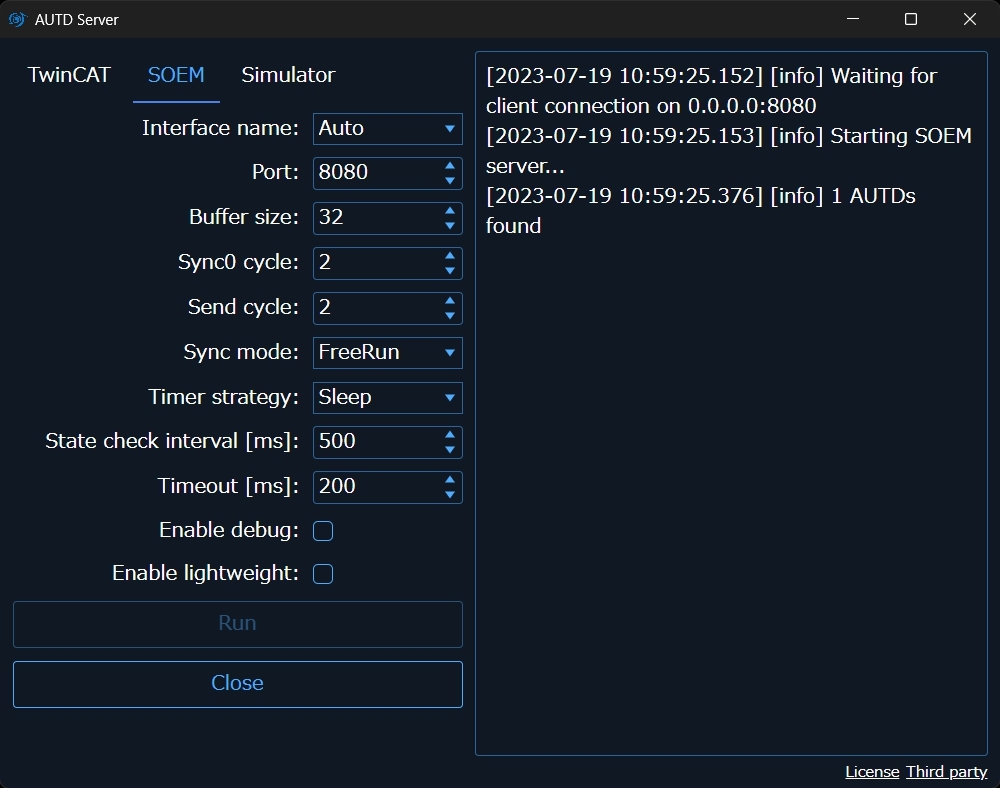 AUTD Server
TwinCAT SOEM Simulator
Interface name: Auto
Port: 8080
Buffer size: 32
Sync0 cycle: 2
Send cycle: 2
Sync mode: FreeRun
Timer strategy: Sleep
State check interval [ms]: 500
Timeout [ms]: 200
Enable debug:
Enable lightweight:
Run
Close
[2023-07-19 10:59:25.152] [info] Waiting for
client connection on 0.0.0.0:8080
[2023-07-19 10:59:25.153] [info] Starting SOEM
server...
[2023-07-19 10:59:25.376] [info] 1 AUTDs
found
License Third party